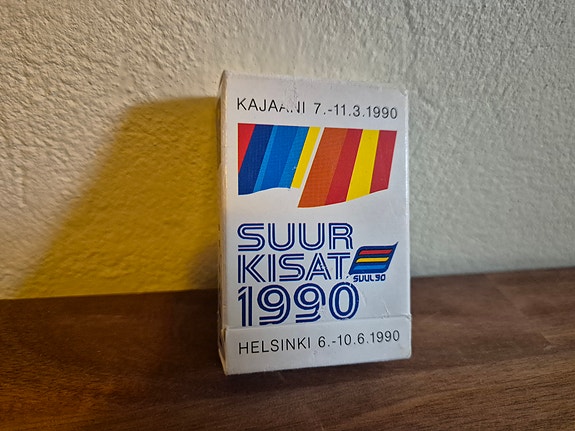 KAJAANI 7.-11.3.1990
SUUR
KISAT
SUUL 90
1990
HELSINKI 6.-10.6.1990